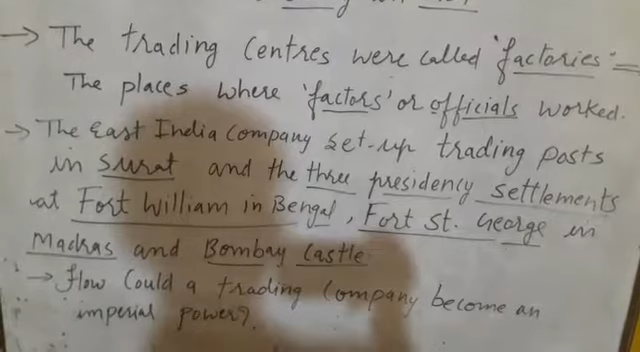 → The trading Centres were called 'factories' =
The places where 'factors' or officials worked.
→ The East India Company set-up trading posts
in Surat and the three presidency settlements
at Fort William in Bengal, Fort St. George in
Madras and Bombay Castle
→ How Could a trading Company become an
imperial power?